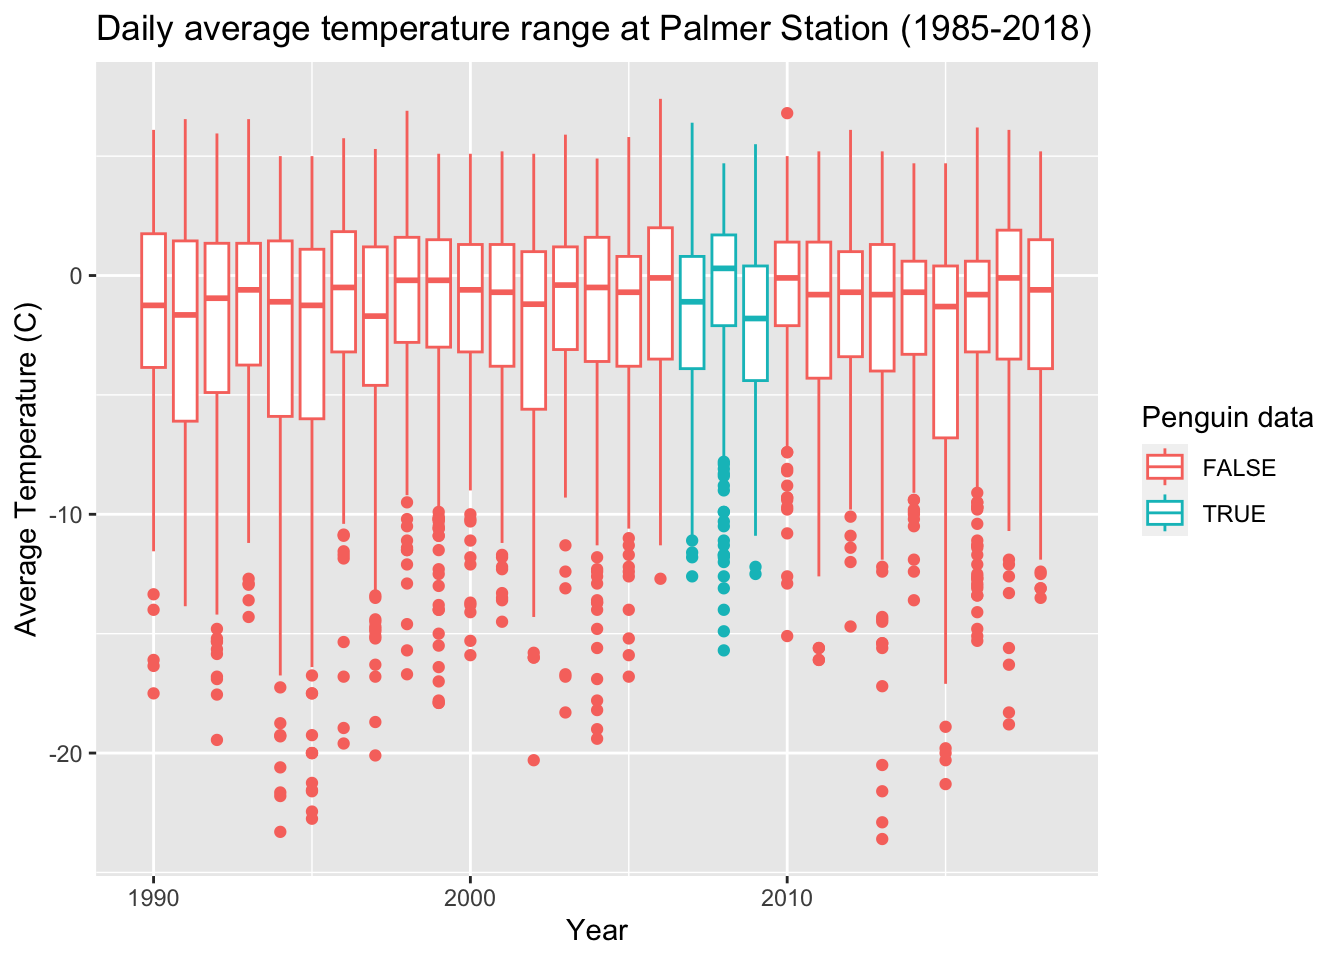 Daily average temperature range at Palmer Station (1985-2018)
0
-10
-20
Average Temperature (C)
1990
2000
2010
Year
Penguin data
FALSE
TRUE